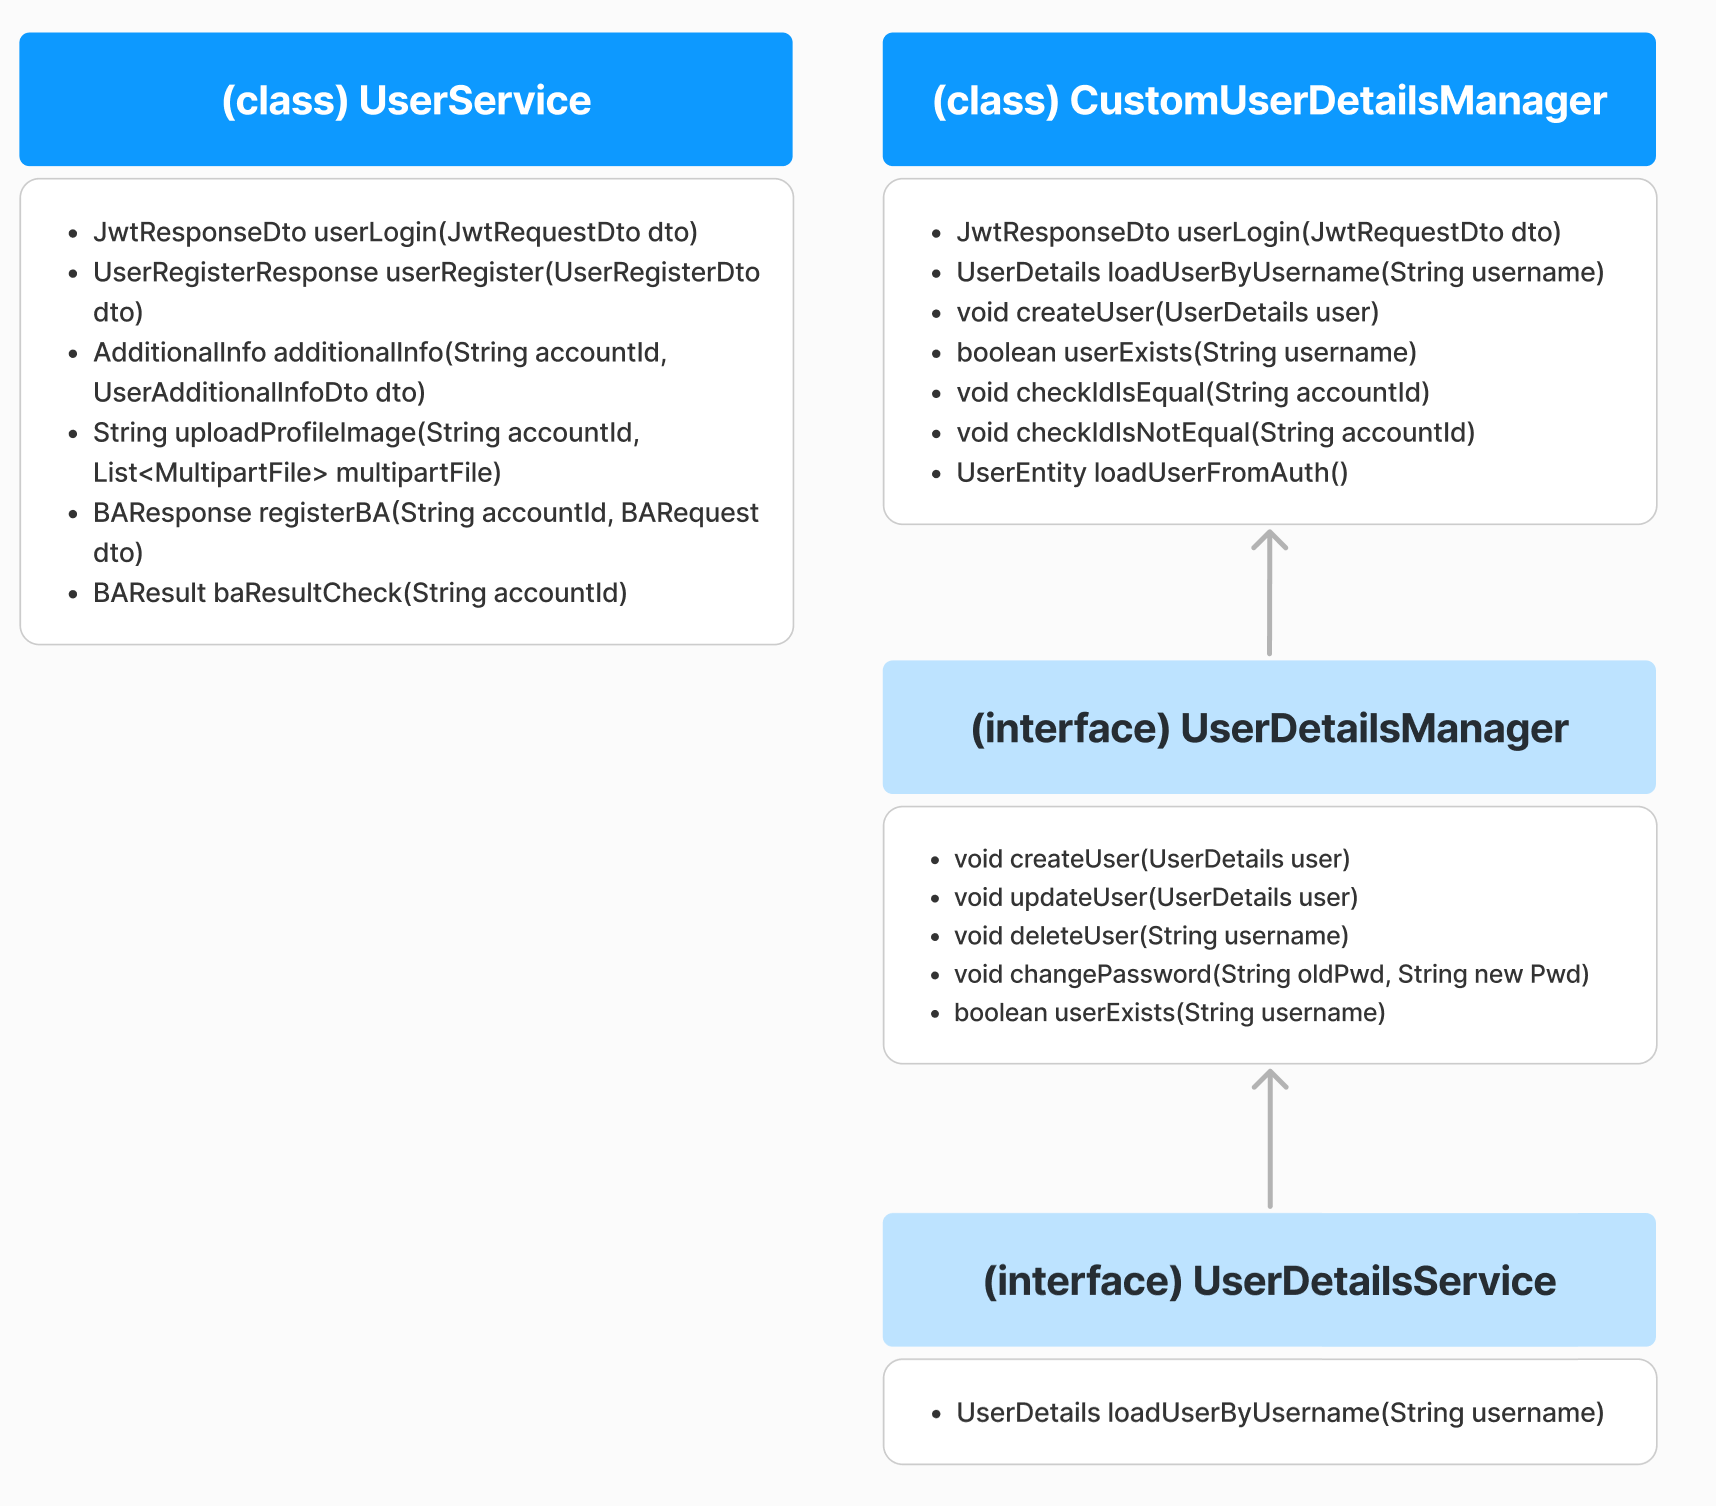 (class) UserService
• JwtResponseDto userLogin(JwtRequestDto dto)
• UserRegisterResponse userRegister(UserRegisterDto
dto)
• AdditionalInfo additionalInfo(String accountId,
UserAdditionalInfoDto dto)
• String uploadProfileImage(String accountId,
List<MultipartFile> multipartFile)
• BAResponse registerBA(String accountId, BARequest
dto)
• BAResult baResultCheck(String accountId)
(class) CustomUserDetailsManager
• JwtResponseDto userLogin(JwtRequestDto dto)
• UserDetails loadUserByUsername(String username)
• void createUser(UserDetails user)
• boolean userExists(String username)
• void checkIdIsEqual(String accountId)
• void checkIdIsNotEqual(String accountId)
• UserEntity loadUserFromAuth()
(interface) UserDetailsManager
• void createUser(UserDetails user)
• void updateUser(UserDetails user)
• void deleteUser(String username)
• void changePassword(String oldPwd, String new Pwd)
• boolean userExists(String username)
(interface) UserDetailsService
• UserDetails loadUserByUsername(String username)